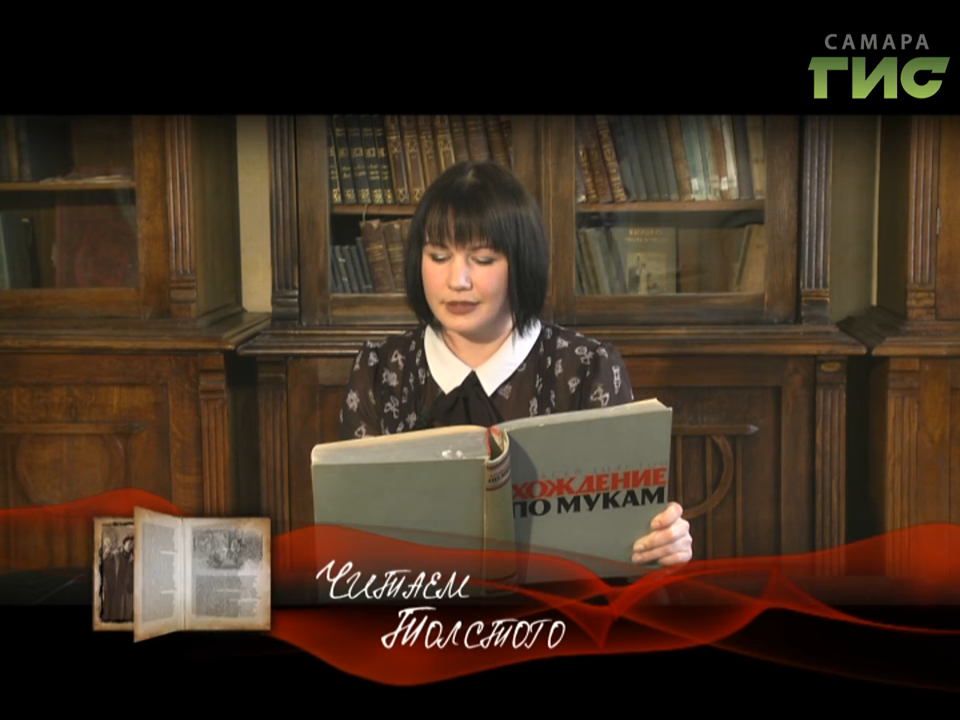 САМАРА
ГИС
ХОЖДЕНИЕ
ПО МУКАМ
Читаем
Толстого